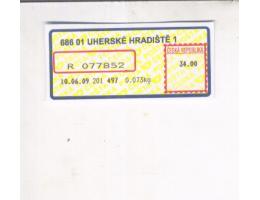 686 01 UHERSKÉ HRADIŠTĚ 1
ČESKÁ REPUBLIKA
R 077852
34.00
10.06.09 201 497 0.073kg